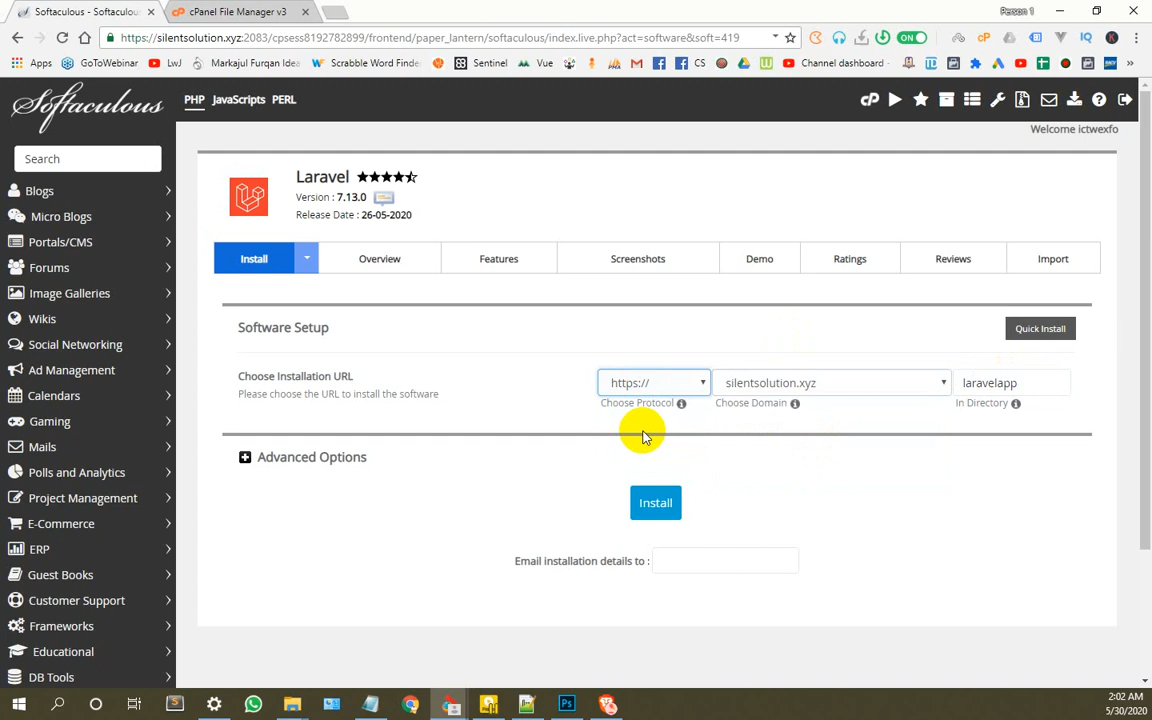 Softaculous - Softaculous
cPanel File Manager v3
Person 1
https://silentsolution.xyz:2083/cpsess8192782899/frontend/paper_lantern/softaculous/index.live.php?act=software&soft=419
ON
IQ
K
Apps
GoToWebinar
LwJ
Markajul Furqan Idea
Scrabble Word Finder
Sentinel
Vue
CS
Channel dashboard
Softaculous
PHP
JavaScripts
PERL
Welcome ictwexfo
Search
Blogs
Micro Blogs
Portals/CMS
Forums
Image Galleries
Wikis
Social Networking
Ad Management
Calendars
Gaming
Mails
Polls and Analytics
Project Management
E-Commerce
ERP
Guest Books
Customer Support
Frameworks
Educational
DB Tools
Laravel
Version : 7.13.0
Release Date : 26-05-2020
Install
Overview
Features
Screenshots
Demo
Ratings
Reviews
Import
Software Setup
Quick Install
Choose Installation URL
Please choose the URL to install the software
https://
silentsolution.xyz
laravelapp
Choose Protocol
Choose Domain
In Directory
Advanced Options
Install
Email installation details to :
2:02 AM
5/30/2020